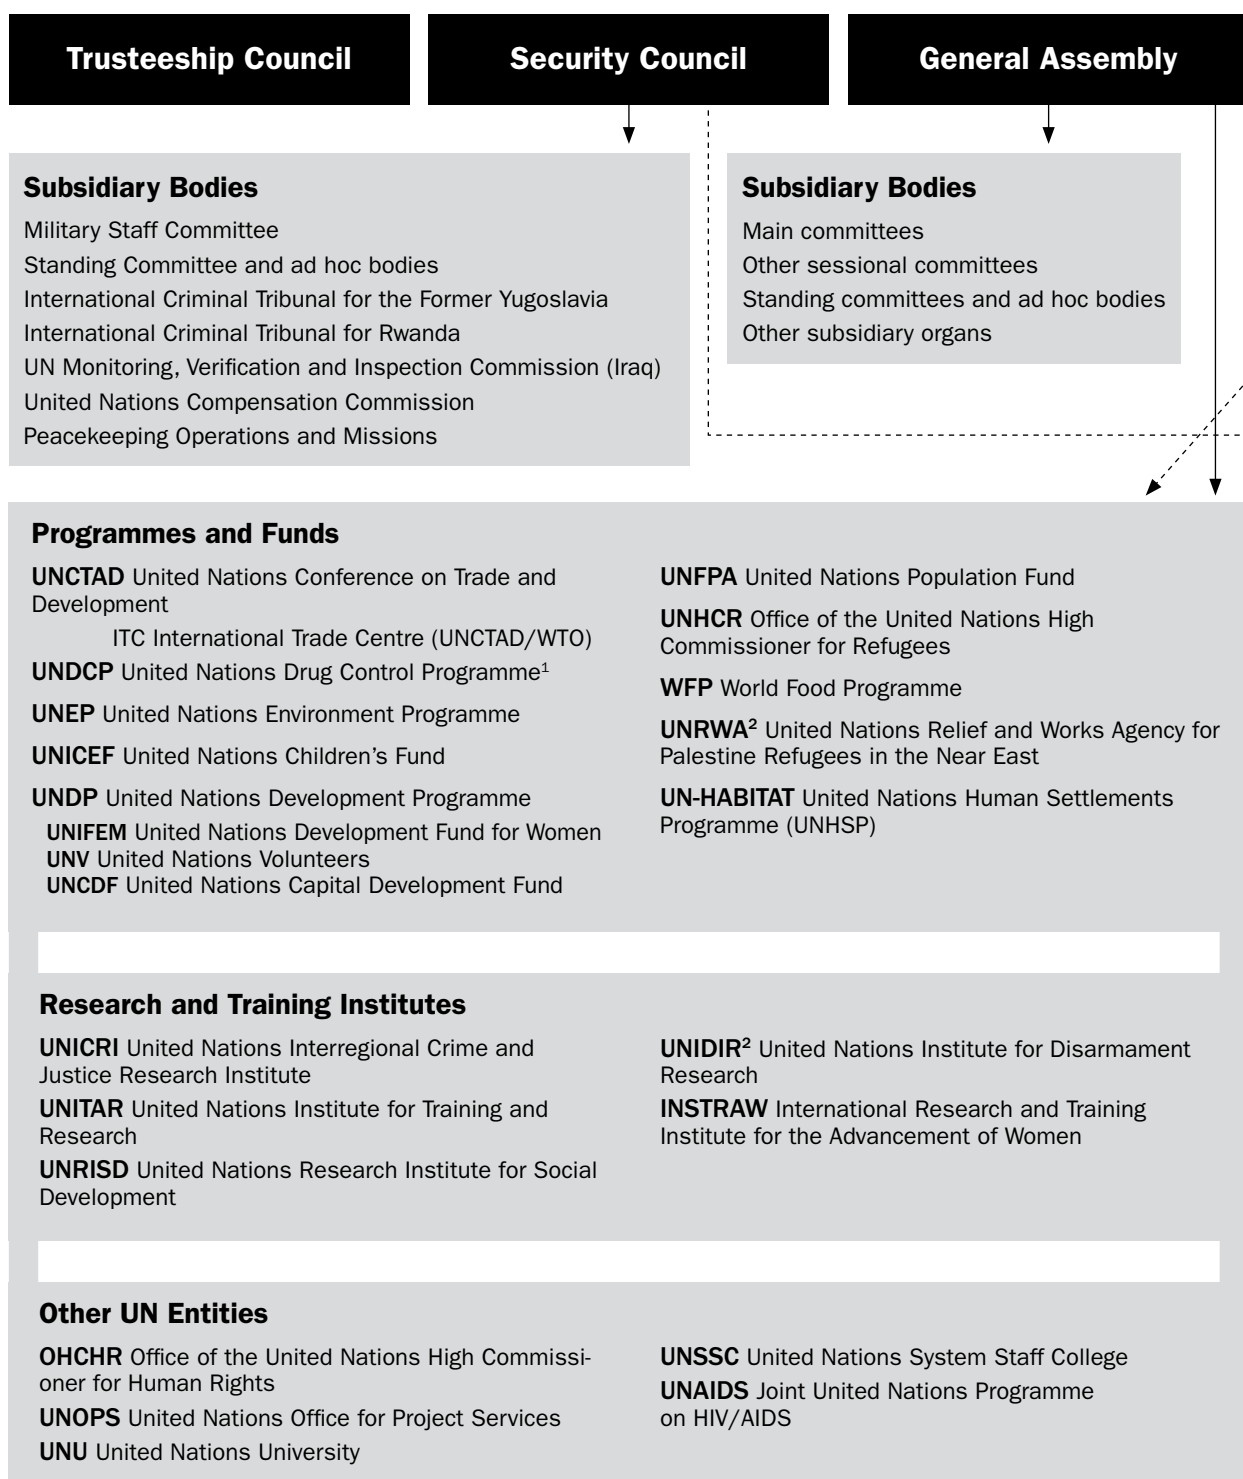 Trusteeship Council
Security Council
General Assembly
Subsidiary Bodies
Military Staff Committee
Standing Committee and ad hoc bodies
International Criminal Tribunal for the Former Yugoslavia
International Criminal Tribunal for Rwanda
UN Monitoring, Verification and Inspection Commission (Iraq)
United Nations Compensation Commission
Peacekeeping Operations and Missions
Subsidiary Bodies
Main committees
Other sessional committees
Standing committees and ad hoc bodies
Other subsidiary organs
Programmes and Funds
UNCTAD United Nations Conference on Trade and
Development
ITC International Trade Centre (UNCTAD/WTO)
UNDCP United Nations Drug Control Programme¹
UNEP United Nations Environment Programme
UNICEF United Nations Children’s Fund
UNDP United Nations Development Programme
UNIFEM United Nations Development Fund for Women
UNV United Nations Volunteers
UNCDF United Nations Capital Development Fund
UNFPA United Nations Population Fund
UNHCR Office of the United Nations High
Commissioner for Refugees
WFP World Food Programme
UNRWA² United Nations Relief and Works Agency for
Palestine Refugees in the Near East
UN-HABITAT United Nations Human Settlements
Programme (UNHSP)
Research and Training Institutes
UNICRI United Nations Interregional Crime and
Justice Research Institute
UNITAR United Nations Institute for Training and
Research
UNRISD United Nations Research Institute for Social
Development
UNIDIR² United Nations Institute for Disarmament
Research
INSTRAW International Research and Training
Institute for the Advancement of Women
Other UN Entities
OHCHR Office of the United Nations High Commissi-
oner for Human Rights
UNOPS United Nations Office for Project Services
UNU United Nations University
UNSSC United Nations System Staff College
UNAIDS Joint United Nations Programme
on HIV/AIDS